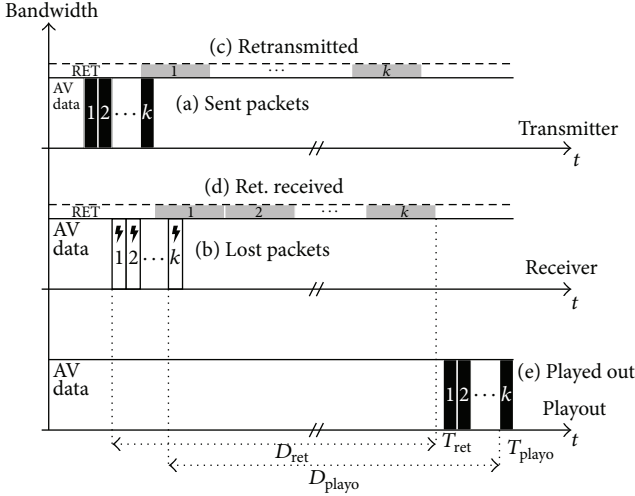 Bandwidth
(c) Retransmitted
RET 1 ··· k
AV data
1 2 ··· k
(a) Sent packets
Transmitter
t
(d) Ret. received
RET 1 2 ··· k
AV data
1 2 ··· k
(b) Lost packets
Receiver
t
AV data
1 2 ··· k
(e) Played out
Playout
t
T_ret
T_playo
D_ret
D_playo